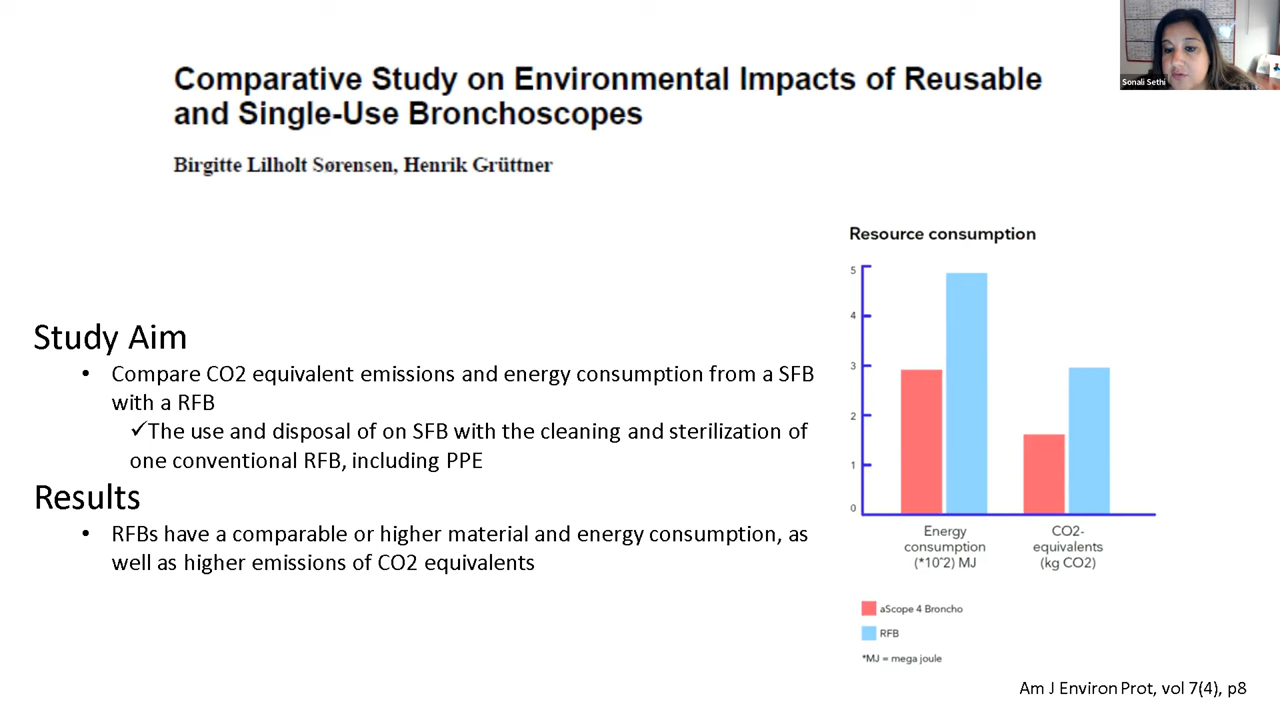 Sonali Sethi
Comparative Study on Environmental Impacts of Reusable
and Single-Use Bronchoscopes
Birgitte Lilholt Sørensen, Henrik Grüttner
Study Aim
• Compare CO2 equivalent emissions and energy consumption from a SFB
with a RFB
✓The use and disposal of on SFB with the cleaning and sterilization of
one conventional RFB, including PPE
Results
• RFBs have a comparable or higher material and energy consumption, as
well as higher emissions of CO2 equivalents
Resource consumption
5
4
3
2
1
0
Energy
consumption
(*10^2) MJ
CO2-
equivalents
(kg CO2)
aScope 4 Broncho
RFB
*MJ = mega joule
Am J Environ Prot, vol 7(4), p8